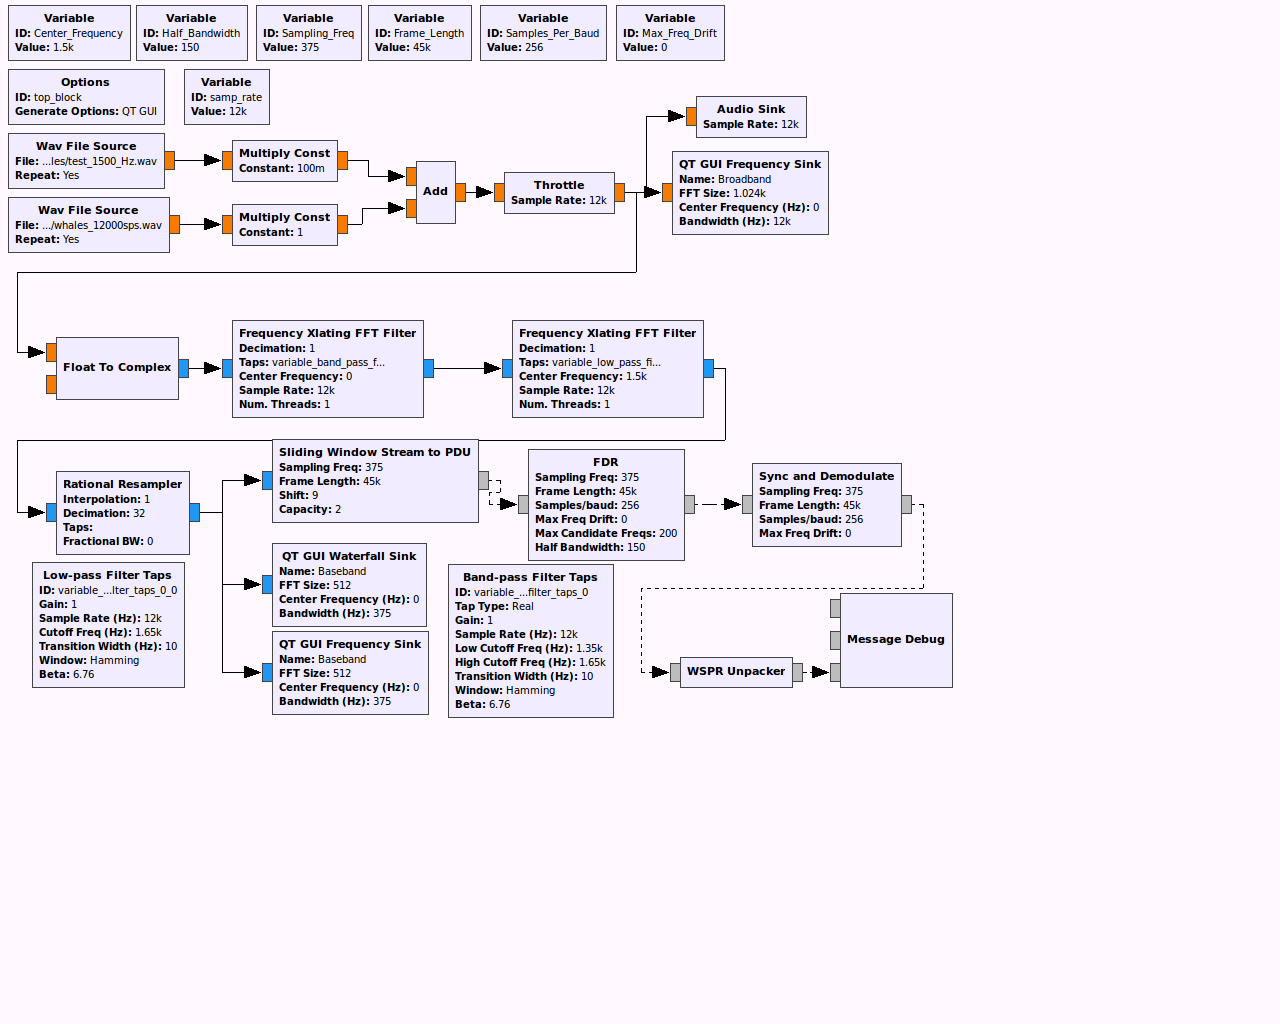 Variable
ID: Center_Frequency
Value: 1.5k
Variable
ID: Half_Bandwidth
Value: 150
Variable
ID: Sampling_Freq
Value: 375
Variable
ID: Frame_Length
Value: 45k
Variable
ID: Samples_Per_Baud
Value: 256
Variable
ID: Max_Freq_Drift
Value: 0
Options
ID: top_block
Generate Options: QT GUI
Variable
ID: samp_rate
Value: 12k
Wav File Source
File: ...les/test_1500_Hz.wav
Repeat: Yes
Multiply Const
Constant: 100m
Wav File Source
File: .../whales_12000sps.wav
Repeat: Yes
Multiply Const
Constant: 1
Add
Throttle
Sample Rate: 12k
Audio Sink
Sample Rate: 12k
QT GUI Frequency Sink
Name: Broadband
FFT Size: 1.024k
Center Frequency (Hz): 0
Bandwidth (Hz): 12k
Float To Complex
Frequency Xlating FFT Filter
Decimation: 1
Taps: variable_band_pass_f...
Center Frequency: 0
Sample Rate: 12k
Num. Threads: 1
Frequency Xlating FFT Filter
Decimation: 1
Taps: variable_low_pass_fi...
Center Frequency: 1.5k
Sample Rate: 12k
Num. Threads: 1
Rational Resampler
Interpolation: 1
Decimation: 32
Taps:
Fractional BW: 0
Sliding Window Stream to PDU
Sampling Freq: 375
Frame Length: 45k
Shift: 9
Capacity: 2
FDR
Sampling Freq: 375
Frame Length: 45k
Samples/baud: 256
Max Freq Drift: 0
Max Candidate Freqs: 200
Half Bandwidth: 150
Sync and Demodulate
Sampling Freq: 375
Frame Length: 45k
Samples/baud: 256
Max Freq Drift: 0
QT GUI Waterfall Sink
Name: Baseband
FFT Size: 512
Center Frequency (Hz): 0
Bandwidth (Hz): 375
Low-pass Filter Taps
ID: variable_...lter_taps_0_0
Gain: 1
Sample Rate (Hz): 12k
Cutoff Freq (Hz): 1.65k
Transition Width (Hz): 10
Window: Hamming
Beta: 6.76
QT GUI Frequency Sink
Name: Baseband
FFT Size: 512
Center Frequency (Hz): 0
Bandwidth (Hz): 375
Band-pass Filter Taps
ID: variable_...filter_taps_0
Tap Type: Real
Gain: 1
Sample Rate (Hz): 12k
Low Cutoff Freq (Hz): 1.35k
High Cutoff Freq (Hz): 1.65k
Transition Width (Hz): 10
Window: Hamming
Beta: 6.76
WSPR Unpacker
Message Debug